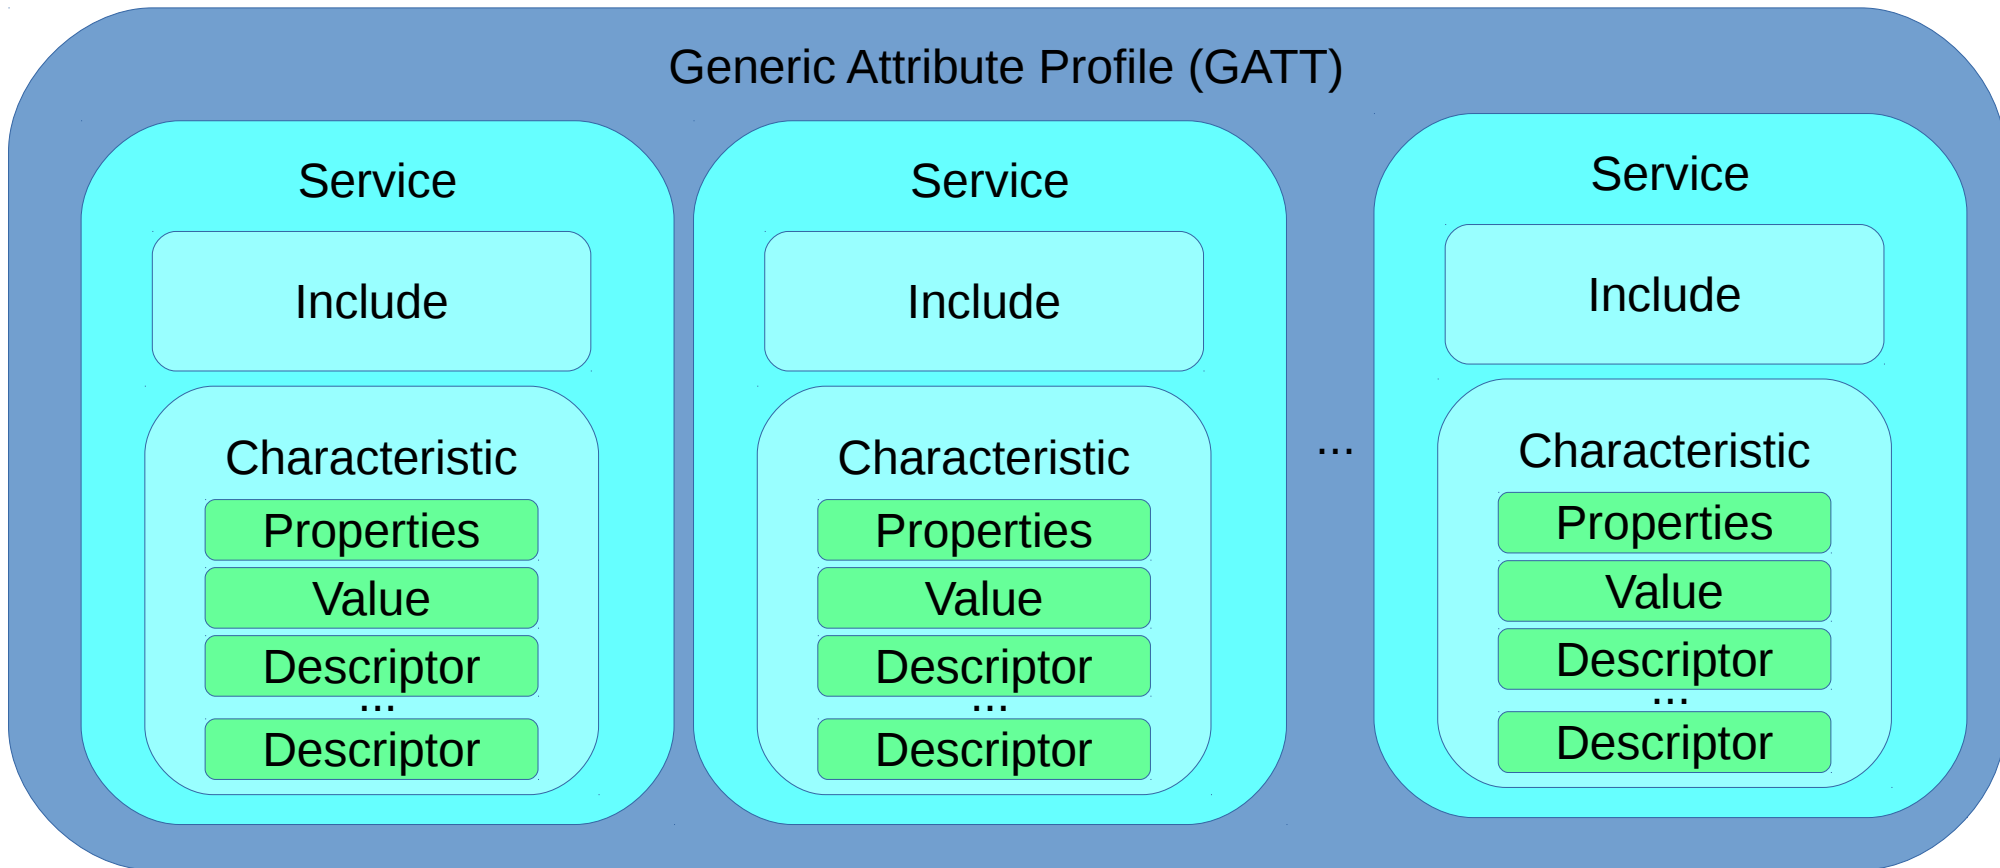 Generic Attribute Profile (GATT)
Service
Include
Characteristic
Properties
Value
Descriptor
...
Descriptor
Service
Include
Characteristic
Properties
Value
Descriptor
...
Descriptor
...
Service
Include
Characteristic
Properties
Value
Descriptor
...
Descriptor